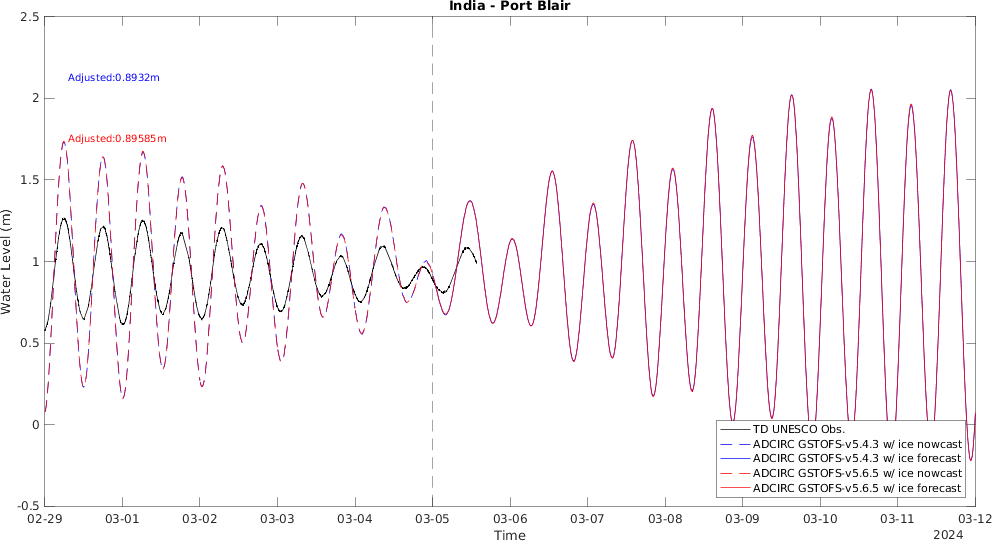 India - Port Blair
2.5
2
1.5
1
0.5
0
-0.5
Water Level (m)
Adjusted:0.8932m
Adjusted:0.89585m
TD UNESCO Obs.
ADCIRC GSTOFS-v5.4.3 w/ ice nowcast
ADCIRC GSTOFS-v5.4.3 w/ ice forecast
ADCIRC GSTOFS-v5.6.5 w/ ice nowcast
ADCIRC GSTOFS-v5.6.5 w/ ice forecast
02-29 03-01 03-02 03-03 03-04 03-05 03-06 03-07 03-08 03-09 03-10 03-11 03-12
Time
2024